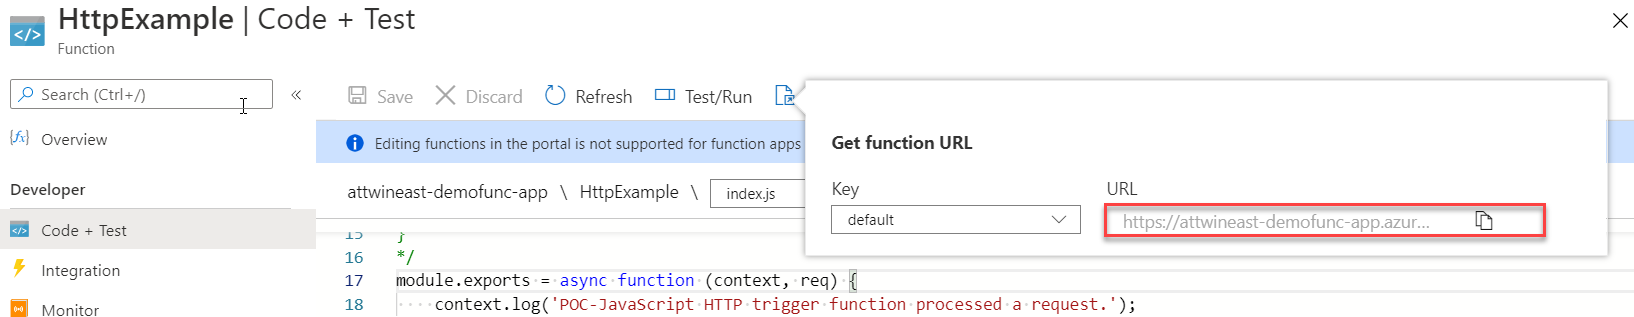 HttpExample | Code + Test
Function
Search (Ctrl+/)
«
Save
Discard
Refresh
Test/Run
Overview
Editing functions in the portal is not supported for function apps
Get function URL
Developer
attwineast-demofunc-app \ HttpExample \ index.js
Key
URL
default
https://attwineast-demofunc-app.azur...
Code + Test
Integration
Monitor
15 }
16 */
17 module.exports = async function (context, req) {
18 context.log('POC-JavaScript HTTP trigger function processed a request.');